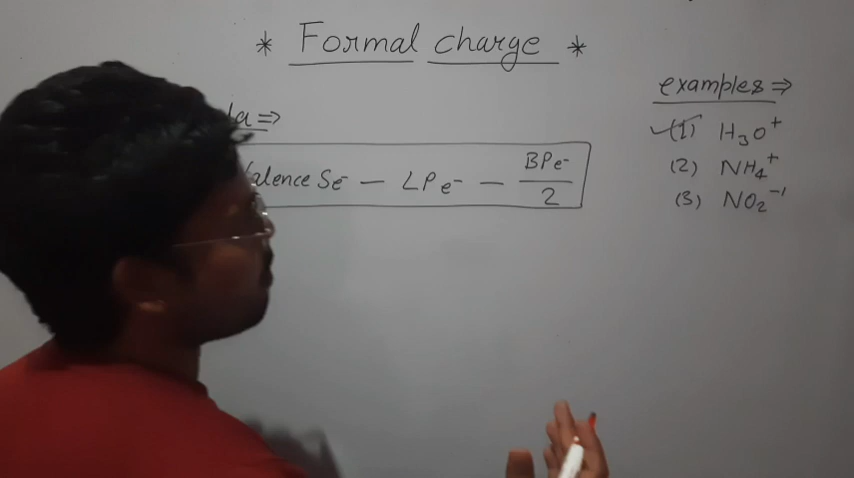 * Formal charge *
la ⇒
Valence Se⁻ — LPe⁻ — BPe⁻/2
examples ⇒
✓(1) H₃O⁺
(2) NH₄⁺
(3) NO₂⁻¹